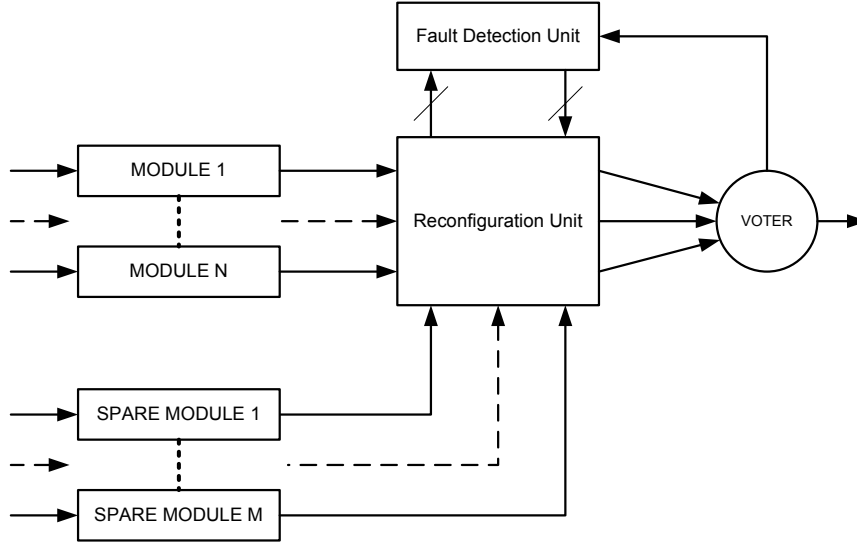 Fault Detection Unit
MODULE 1
Reconfiguration Unit
VOTER
MODULE N
SPARE MODULE 1
SPARE MODULE M